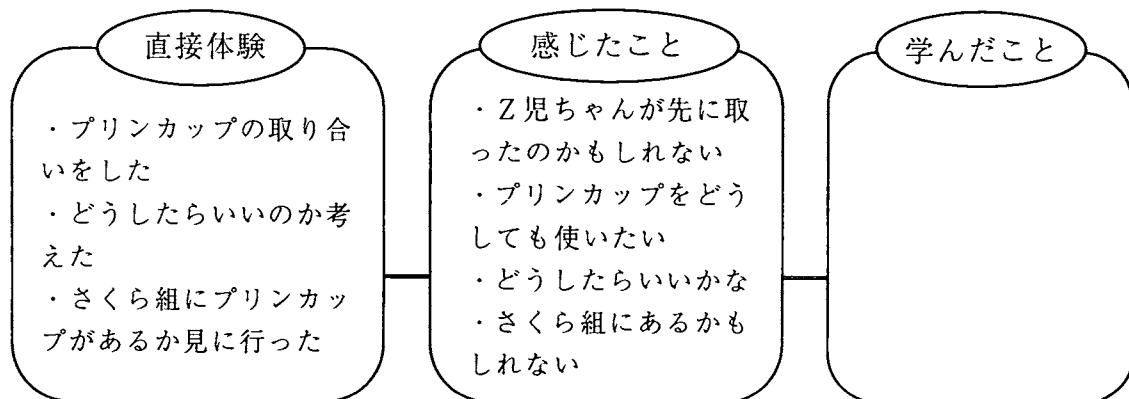 直接体験
・プリンカップの取り合
いをした
・どうしたらいいのか考
えた
・さくら組にプリンカッ
プがあるか見に行った
感じたこと
・Z児ちゃんが先に取
ったのかもしれない
・プリンカップをどう
しても使いたい
・どうしたらいいかな
・さくら組にあるかも
しれない
学んだこと